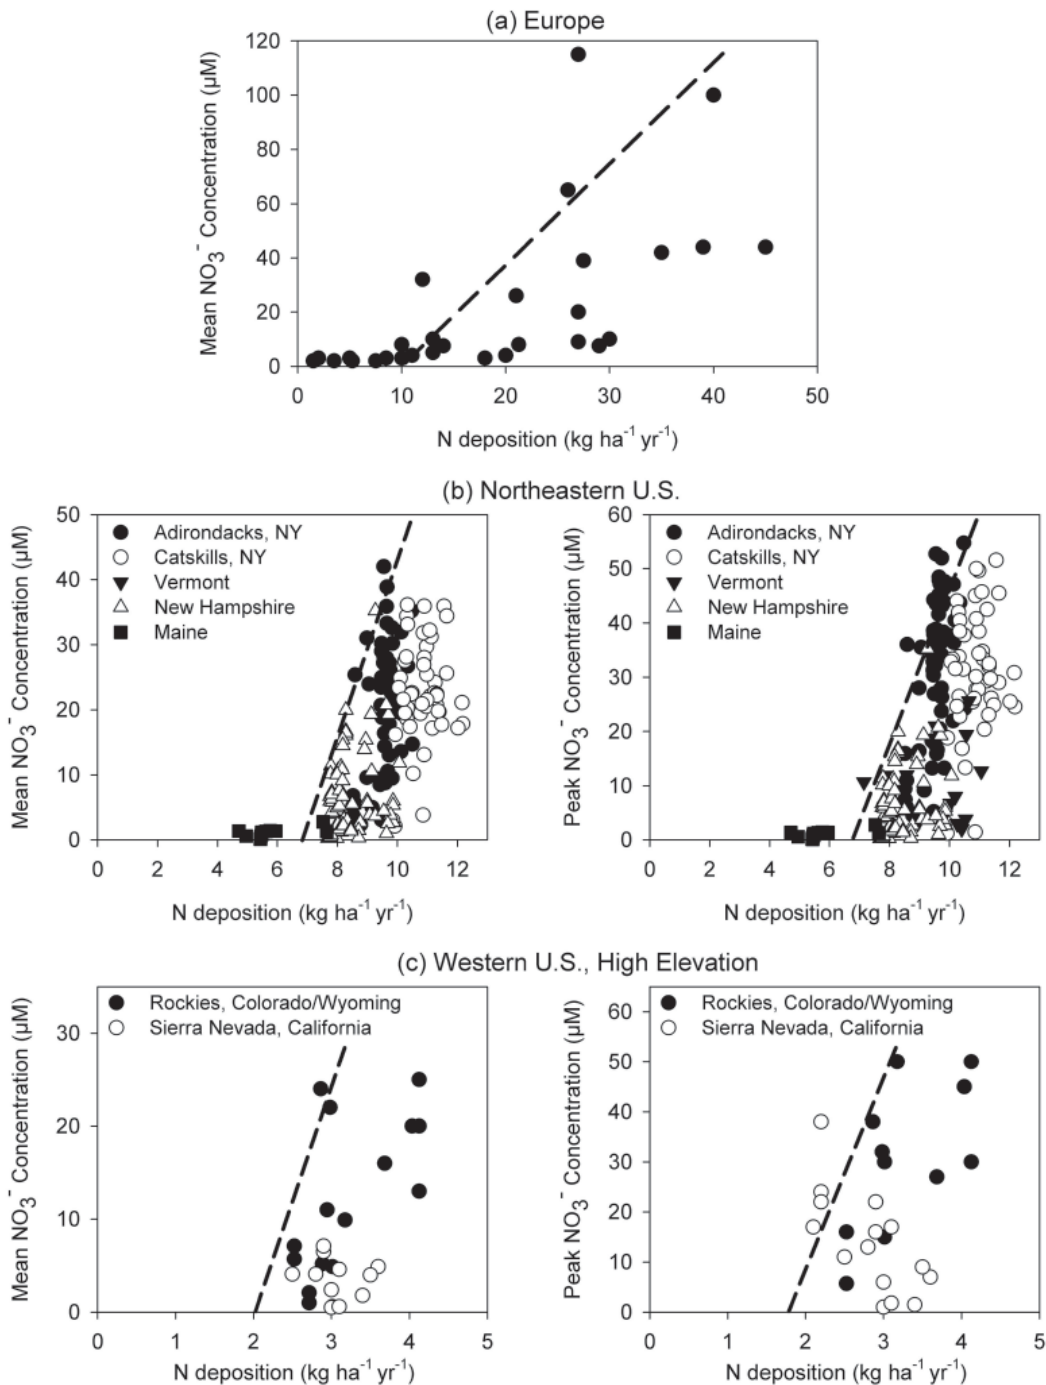 (a) Europe
Mean NO₃⁻ Concentration (µM)
120
100
80
60
40
20
0
0 10 20 30 40 50
N deposition (kg ha⁻¹ yr⁻¹)
(b) Northeastern U.S.
Mean NO₃⁻ Concentration (µM)
50
40
30
20
10
0
Adirondacks, NY
Catskills, NY
Vermont
New Hampshire
Maine
0 2 4 6 8 10 12
N deposition (kg ha⁻¹ yr⁻¹)
Peak NO₃⁻ Concentration (µM)
60
50
40
30
20
10
0
Adirondacks, NY
Catskills, NY
Vermont
New Hampshire
Maine
0 2 4 6 8 10 12
N deposition (kg ha⁻¹ yr⁻¹)
(c) Western U.S., High Elevation
Mean NO₃⁻ Concentration (µM)
30
20
10
0
Rockies, Colorado/Wyoming
Sierra Nevada, California
0 1 2 3 4 5
N deposition (kg ha⁻¹ yr⁻¹)
Peak NO₃⁻ Concentration (µM)
60
50
40
30
20
10
0
Rockies, Colorado/Wyoming
Sierra Nevada, California
0 1 2 3 4 5
N deposition (kg ha⁻¹ yr⁻¹)